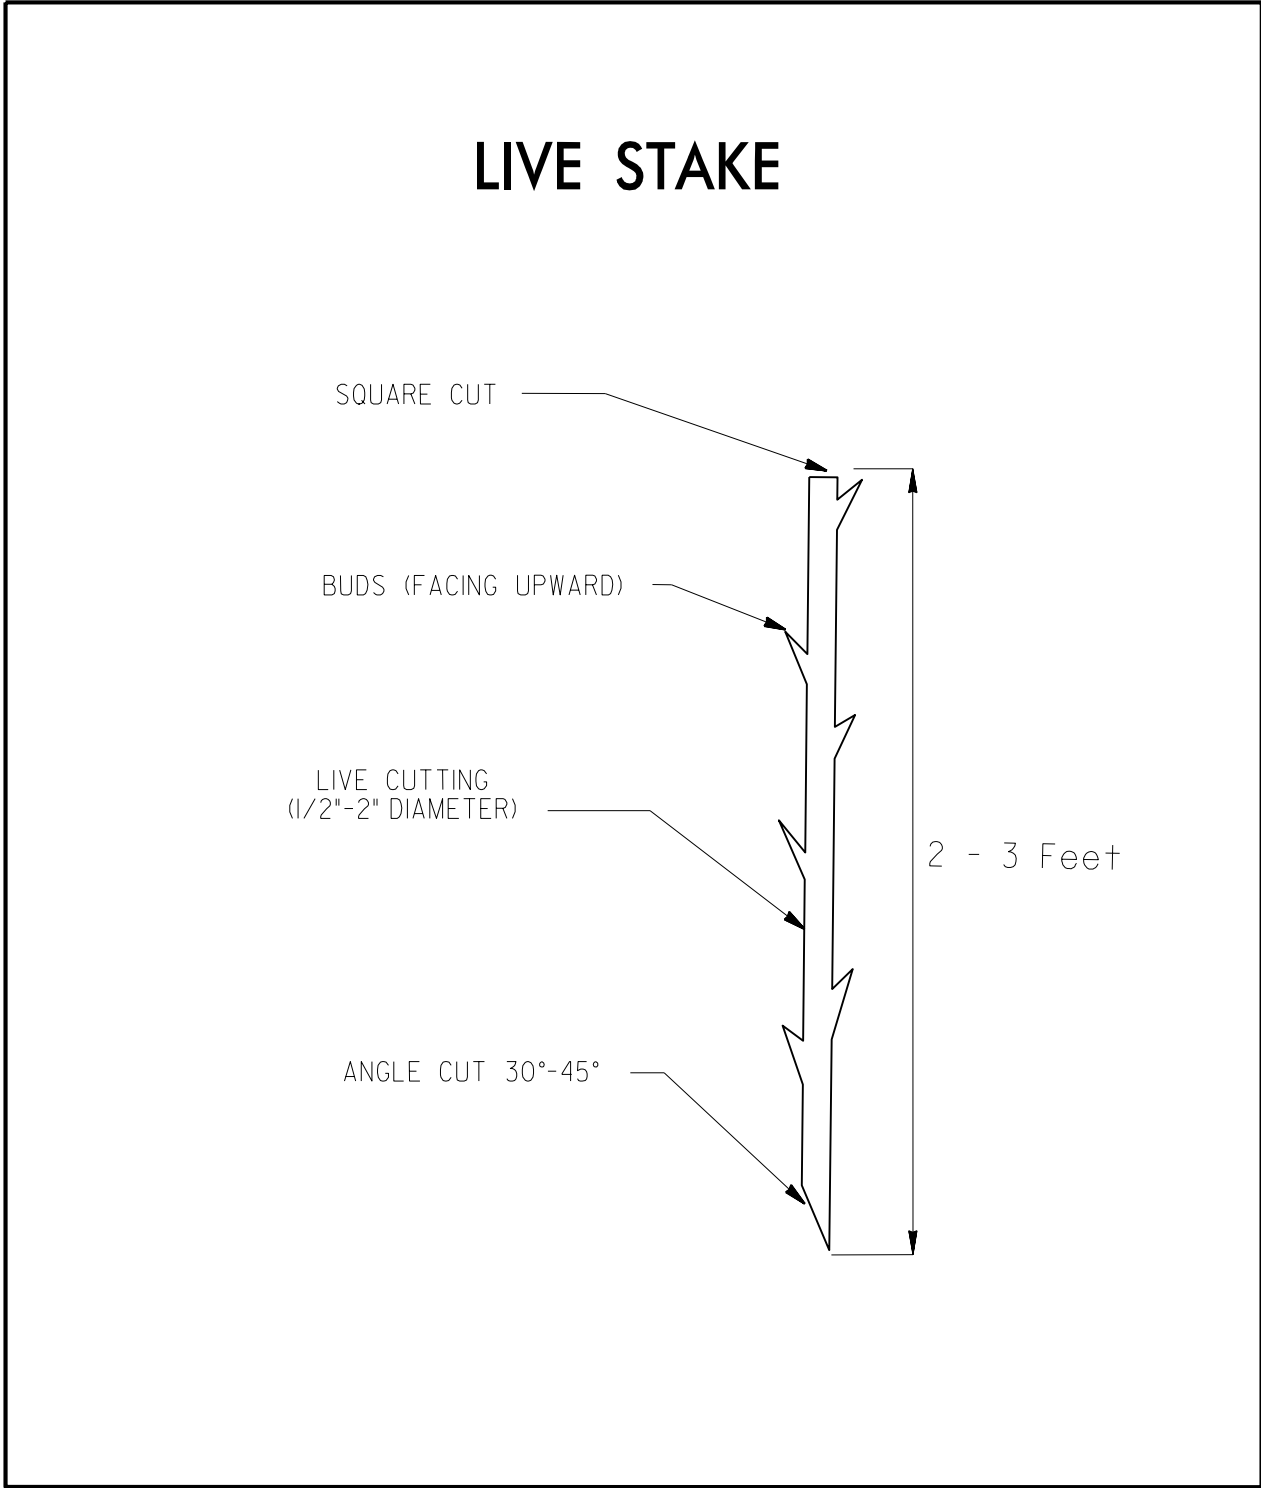 LIVE STAKE
SQUARE CUT
BUDS (FACING UPWARD)
LIVE CUTTING
(1/2"-2" DIAMETER)
2 - 3 Feet
ANGLE CUT 30°-45°